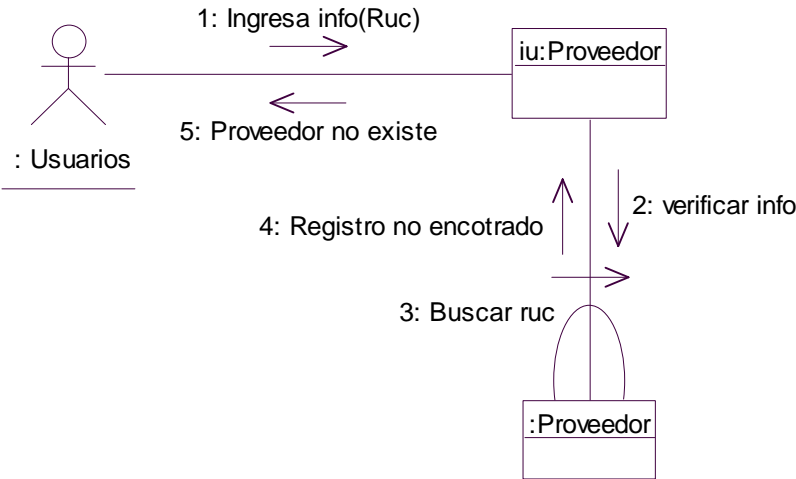 1: Ingresa info(Ruc)
iu:Proveedor
5: Proveedor no existe
: Usuarios
2: verificar info
4: Registro no encotrado
3: Buscar ruc
:Proveedor